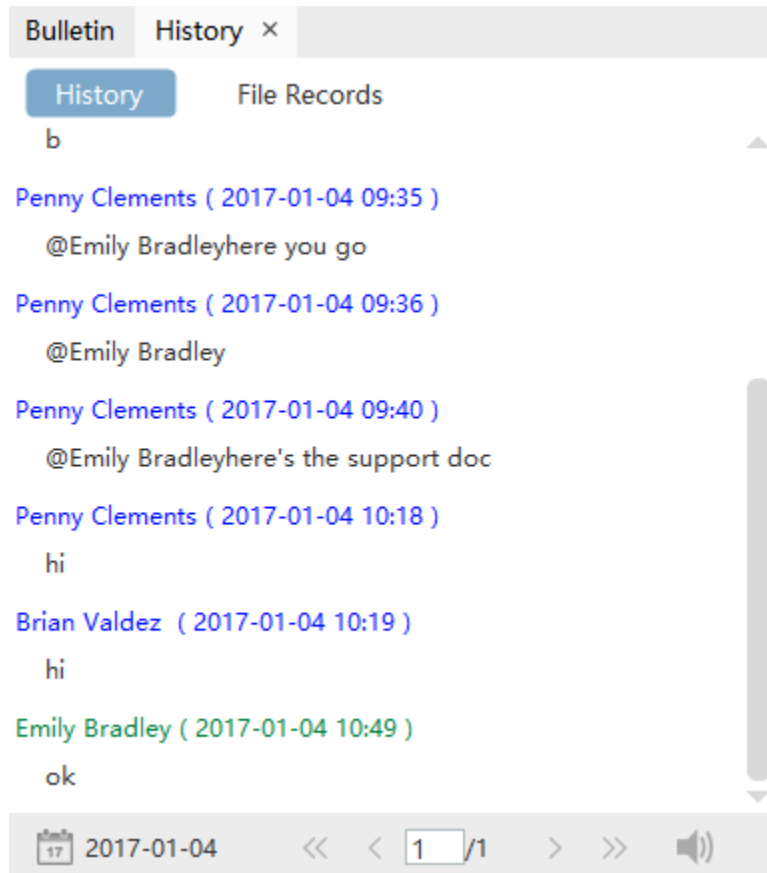 Bulletin History ×
History File Records
b
Penny Clements ( 2017-01-04 09:35 )
@Emily Bradleyhere you go
Penny Clements ( 2017-01-04 09:36 )
@Emily Bradley
Penny Clements ( 2017-01-04 09:40 )
@Emily Bradleyhere's the support doc
Penny Clements ( 2017-01-04 10:18 )
hi
Brian Valdez ( 2017-01-04 10:19 )
hi
Emily Bradley ( 2017-01-04 10:49 )
ok
17 2017-01-04 << < 1 /1 > >>